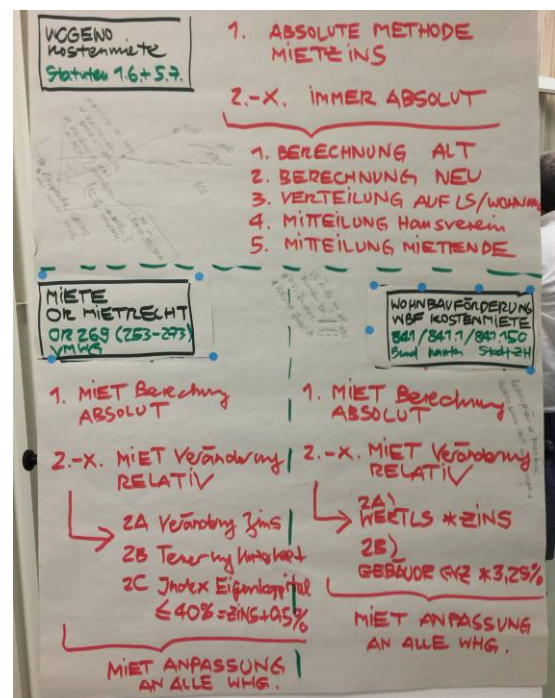 WOGENO
Kostenmiete
Statuten 1.6.+5.7.
1. ABSOLUTE METHODE
MIETZINS
2.-X. iMMER ABSOLUT
1. BERECHNUNG ALT
2. BERECHNUNG NEU
3. VERTEILUNG AUF LS/WOHNUNG
4. MITTEILUNG Hausverein
5. MITTEILUNG MIETENDE
MIETE
OR MIETRECHT
OR 269 (253-273)
VMWG
1. MIET Berechnung
ABSOLUT
2.-X. MIET Veränderung
RELATIV
2A Veränderung Zins
2B Teuerung Unterhalt
2C Index Eigenkapital
≤ 40% = ZINS + 0,5%
MIET ANPASSUNG
AN ALLE WHG.
WOHNBAUFÖRDERUNG
WBF KOSTENMIETE
841/841.1/841.150
Bund Kanton Stadt ZH
1. MIET Berechnung
ABSOLUT
2.-X. MIET Veränderung
RELATIV
2A)
WERT LS * ZINS
2B)
GEBÄUDE * 3,25%
MIET ANPASSUNG
AN ALLE WHG.